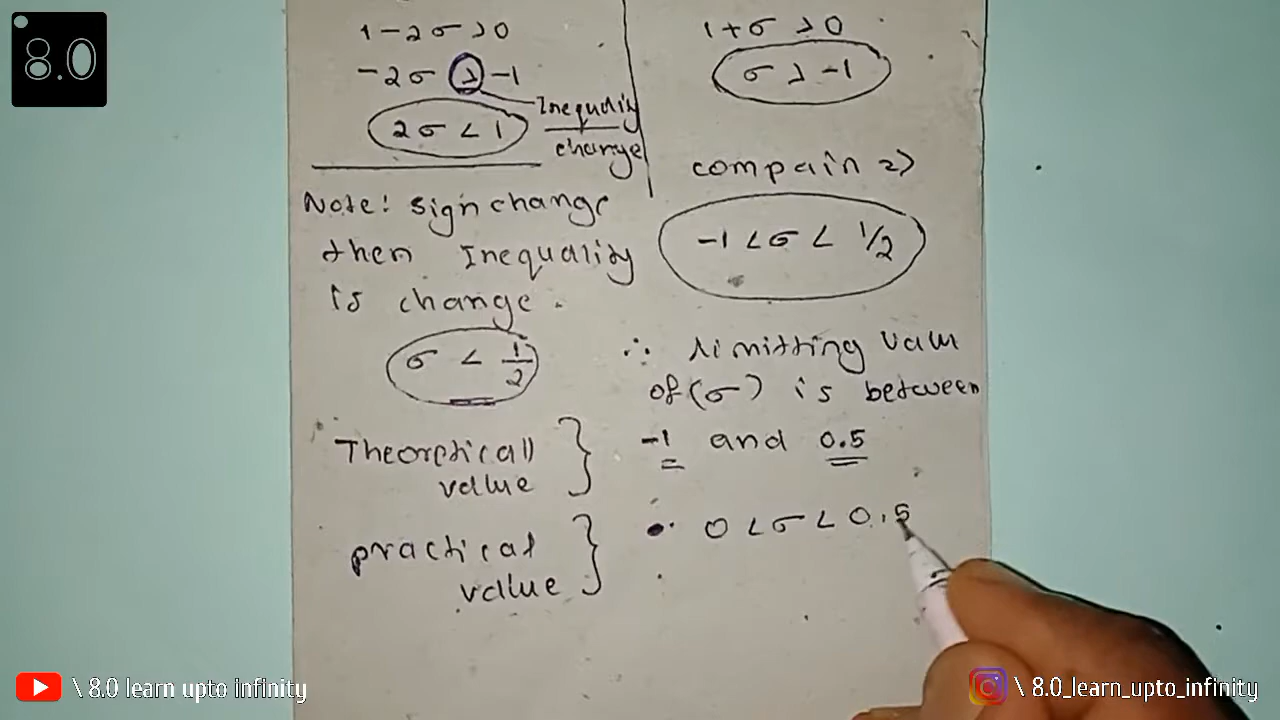 8.0
1 - 2σ > 0
-2σ > -1
Inequality
change
2σ < 1
Note: sign change
then Inequality
is change.
σ < 1/2
Theoretical
value
practical
value
1 + σ > 0
σ > -1
compain =>
-1 < σ < 1/2
∴ limitting value
of (σ) is between
-1 and 0.5
0 < σ < 0.5
\ 8.0 learn upto infinity
\ 8.0_learn_upto_infinity